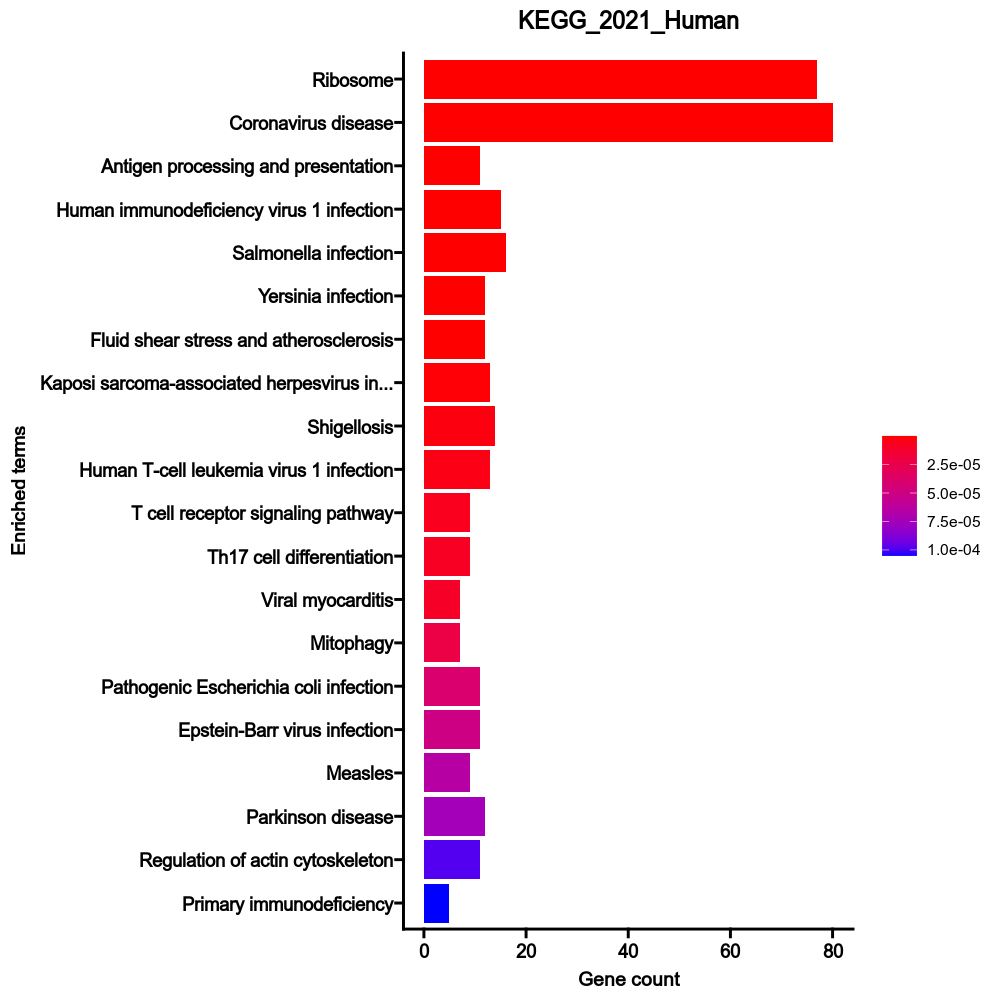 KEGG_2021_Human
Ribosome
Coronavirus disease
Antigen processing and presentation
Human immunodeficiency virus 1 infection
Salmonella infection
Yersinia infection
Fluid shear stress and atherosclerosis
Kaposi sarcoma-associated herpesvirus in...
Shigellosis
Human T-cell leukemia virus 1 infection
T cell receptor signaling pathway
Th17 cell differentiation
Viral myocarditis
Mitophagy
Pathogenic Escherichia coli infection
Epstein-Barr virus infection
Measles
Parkinson disease
Regulation of actin cytoskeleton
Primary immunodeficiency
Enriched terms
0 20 40 60 80
Gene count
2.5e-05
5.0e-05
7.5e-05
1.0e-04